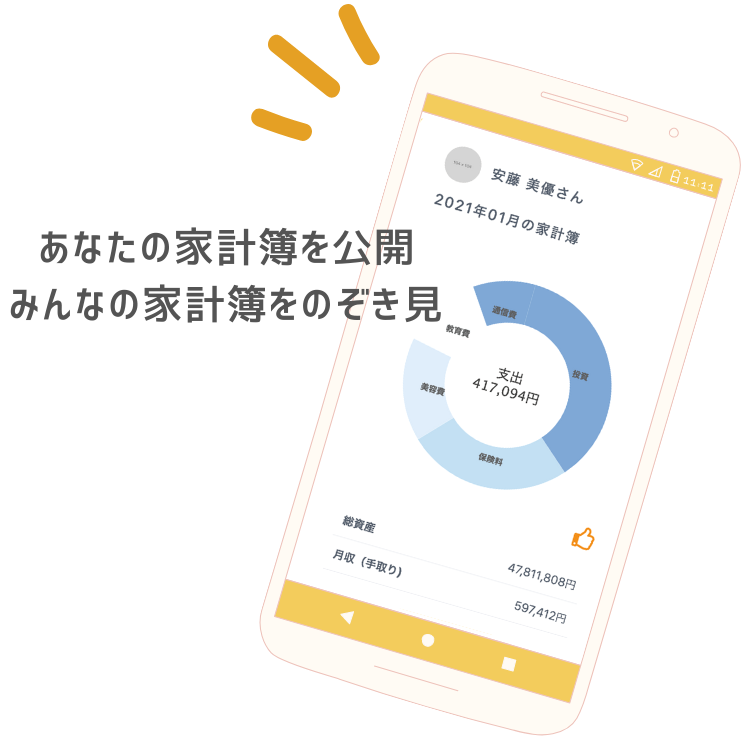 11:11
安藤 美優さん
2021年01月の家計簿
あなたの家計簿を公開
みんなの家計簿をのぞき見
通信費
教育費
投資
支出
417,094円
美容費
保険料
総資産
47,811,808円
月収（手取り）
597,412円